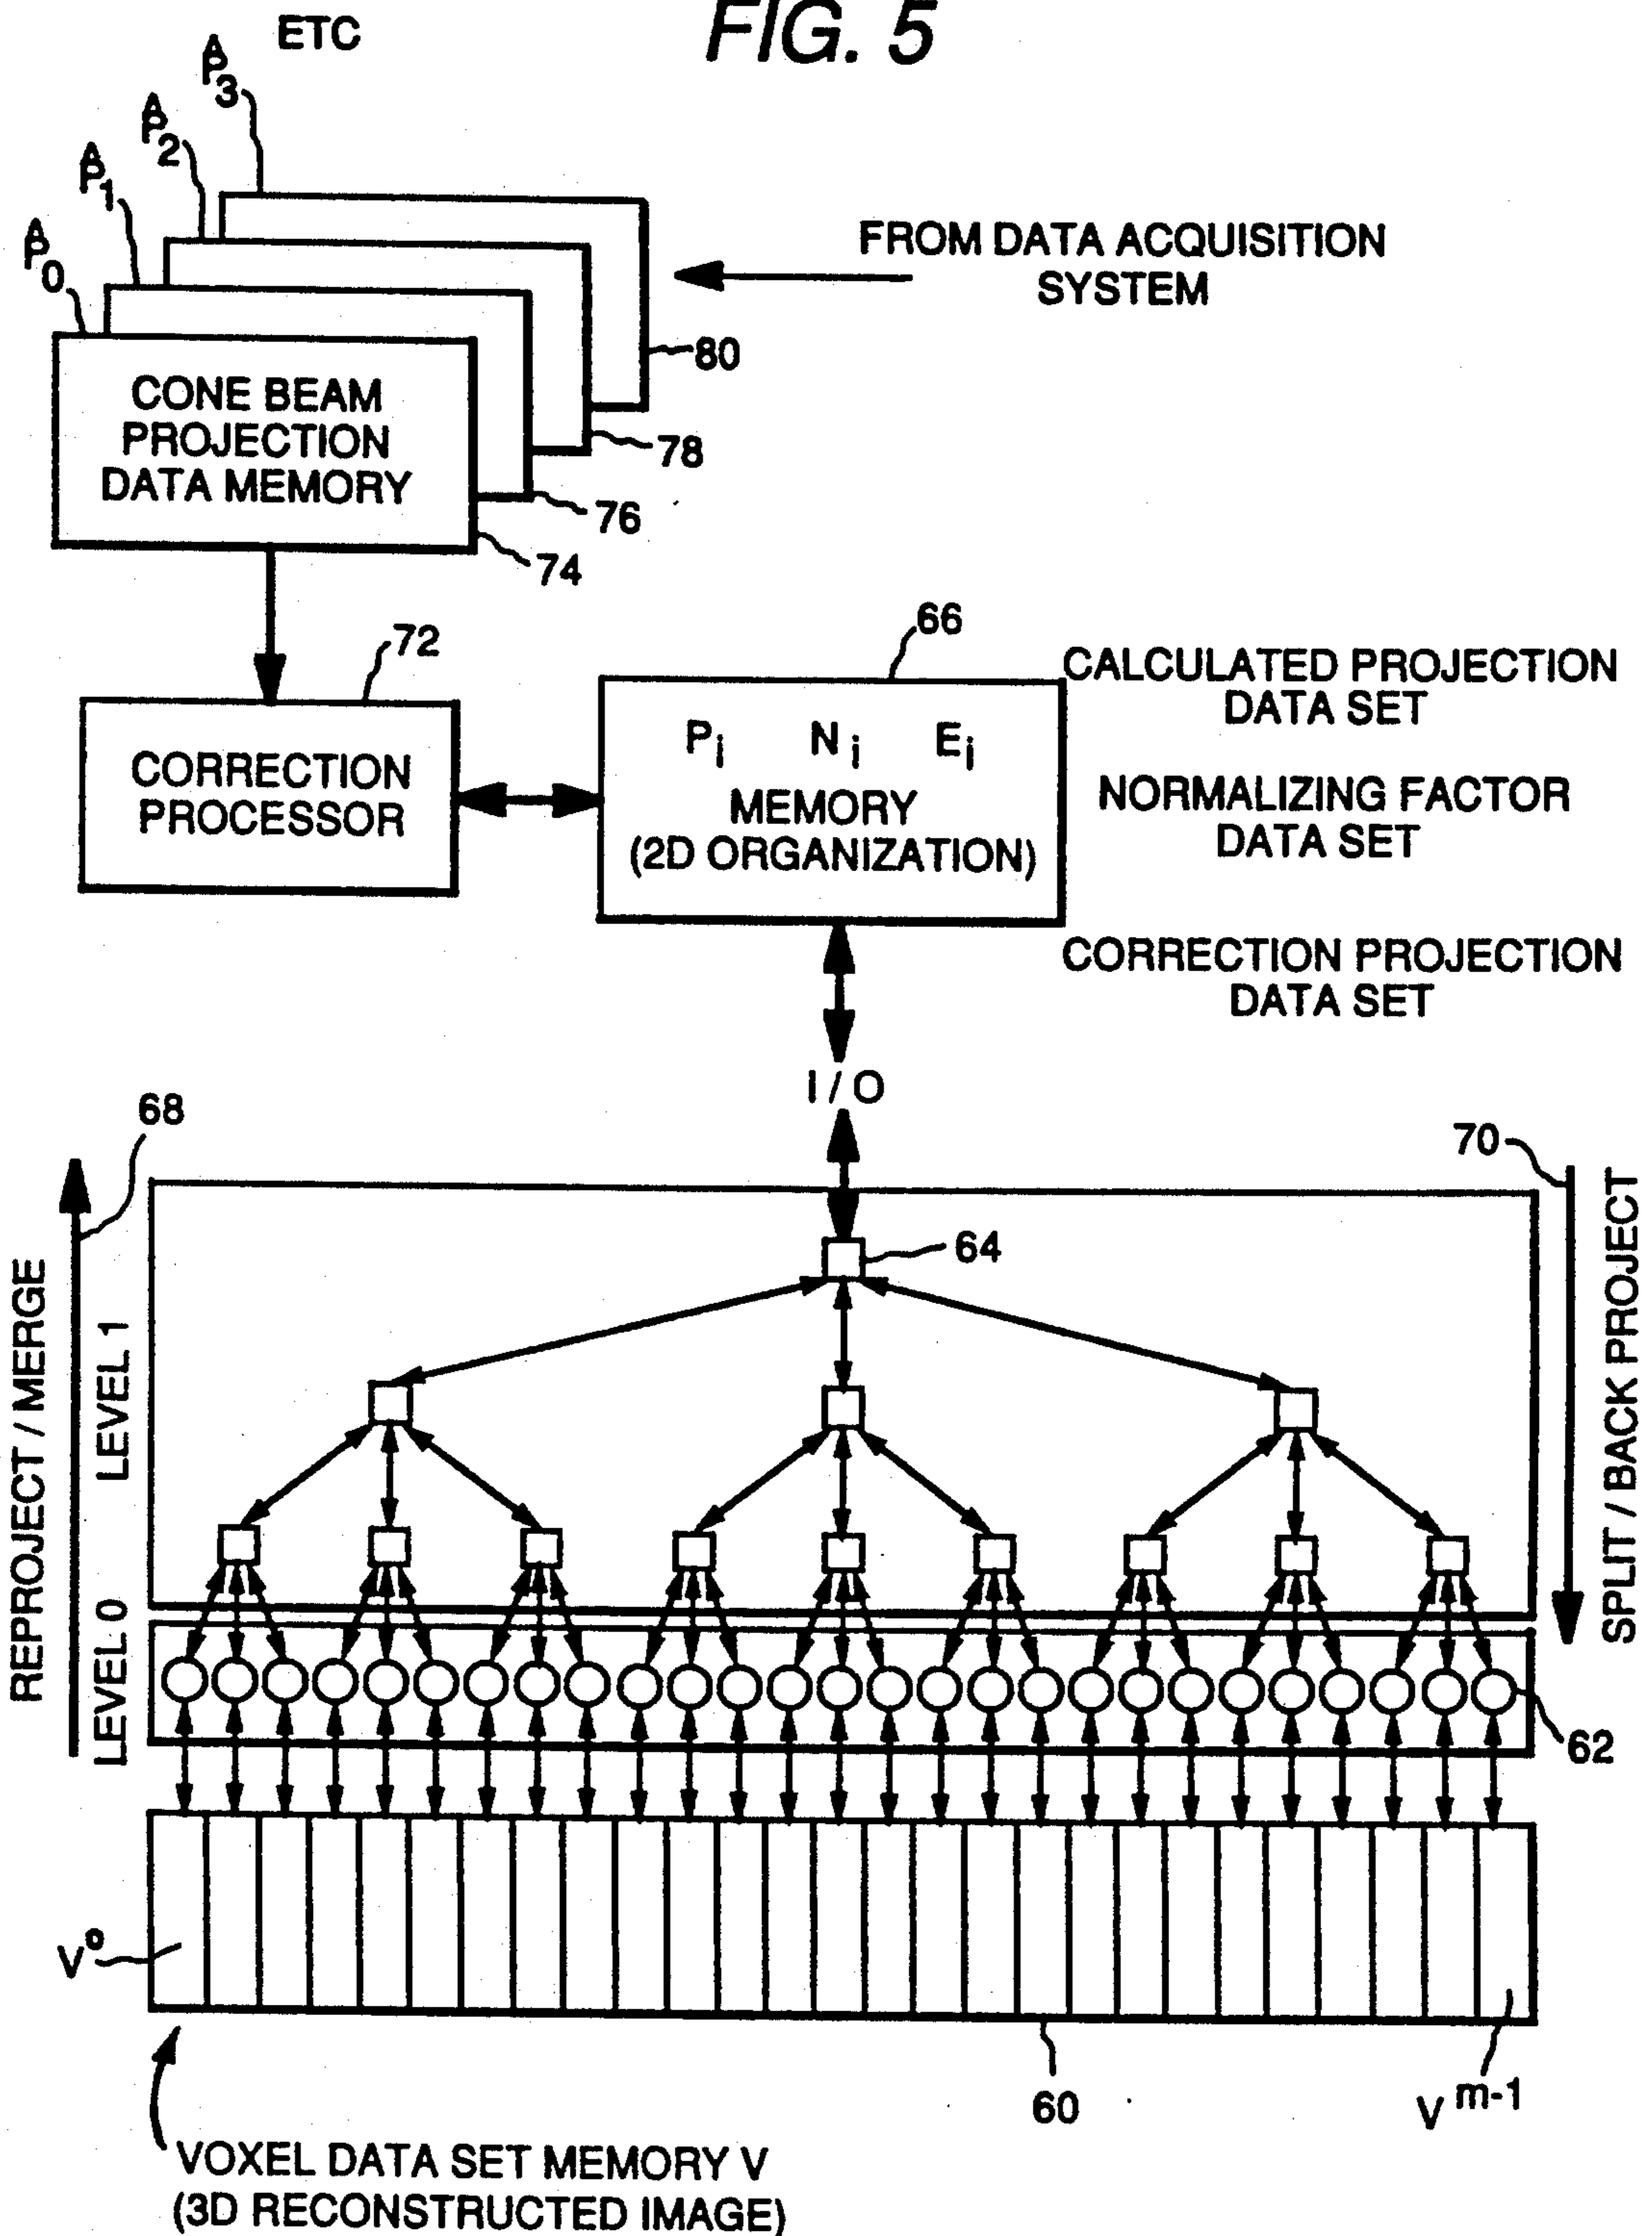 FIG. 5
ETC
P̂3
P̂2
P̂1
P̂0
FROM DATA ACQUISITION
SYSTEM
80
CONE BEAM
PROJECTION
DATA MEMORY
78
76
74
72
66
CALCULATED PROJECTION
DATA SET
Pi Ni Ei
CORRECTION
PROCESSOR
MEMORY
(2D ORGANIZATION)
NORMALIZING FACTOR
DATA SET
CORRECTION PROJECTION
DATA SET
I / O
68
70
64
REPROJECT / MERGE
LEVEL 1
LEVEL 0
SPLIT / BACK PROJECT
62
V⁰
60
V m-1
VOXEL DATA SET MEMORY V
(3D RECONSTRUCTED IMAGE)